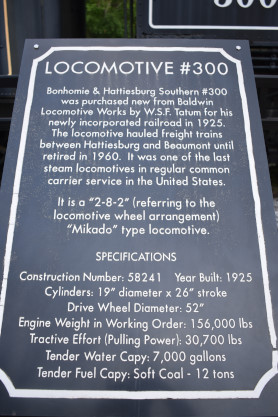 300
LOCOMOTIVE #300
Bonhomie & Hattiesburg Southern #300
was purchased new from Baldwin
Locomotive Works by W.S.F. Tatum for his
newly incorporated railroad in 1925.
The locomotive hauled freight trains
between Hattiesburg and Beaumont until
retired in 1960. It was one of the last
steam locomotives in regular common
carrier service in the United States.
It is a "2-8-2" (referring to the
locomotive wheel arrangement)
"Mikado" type locomotive.
SPECIFICATIONS
Construction Number: 58241 Year Built: 1925
Cylinders: 19" diameter x 26" stroke
Drive Wheel Diameter: 52"
Engine Weight in Working Order: 156,000 lbs
Tractive Effort (Pulling Power): 30,700 lbs
Tender Water Capy: 7,000 gallons
Tender Fuel Capy: Soft Coal - 12 tons